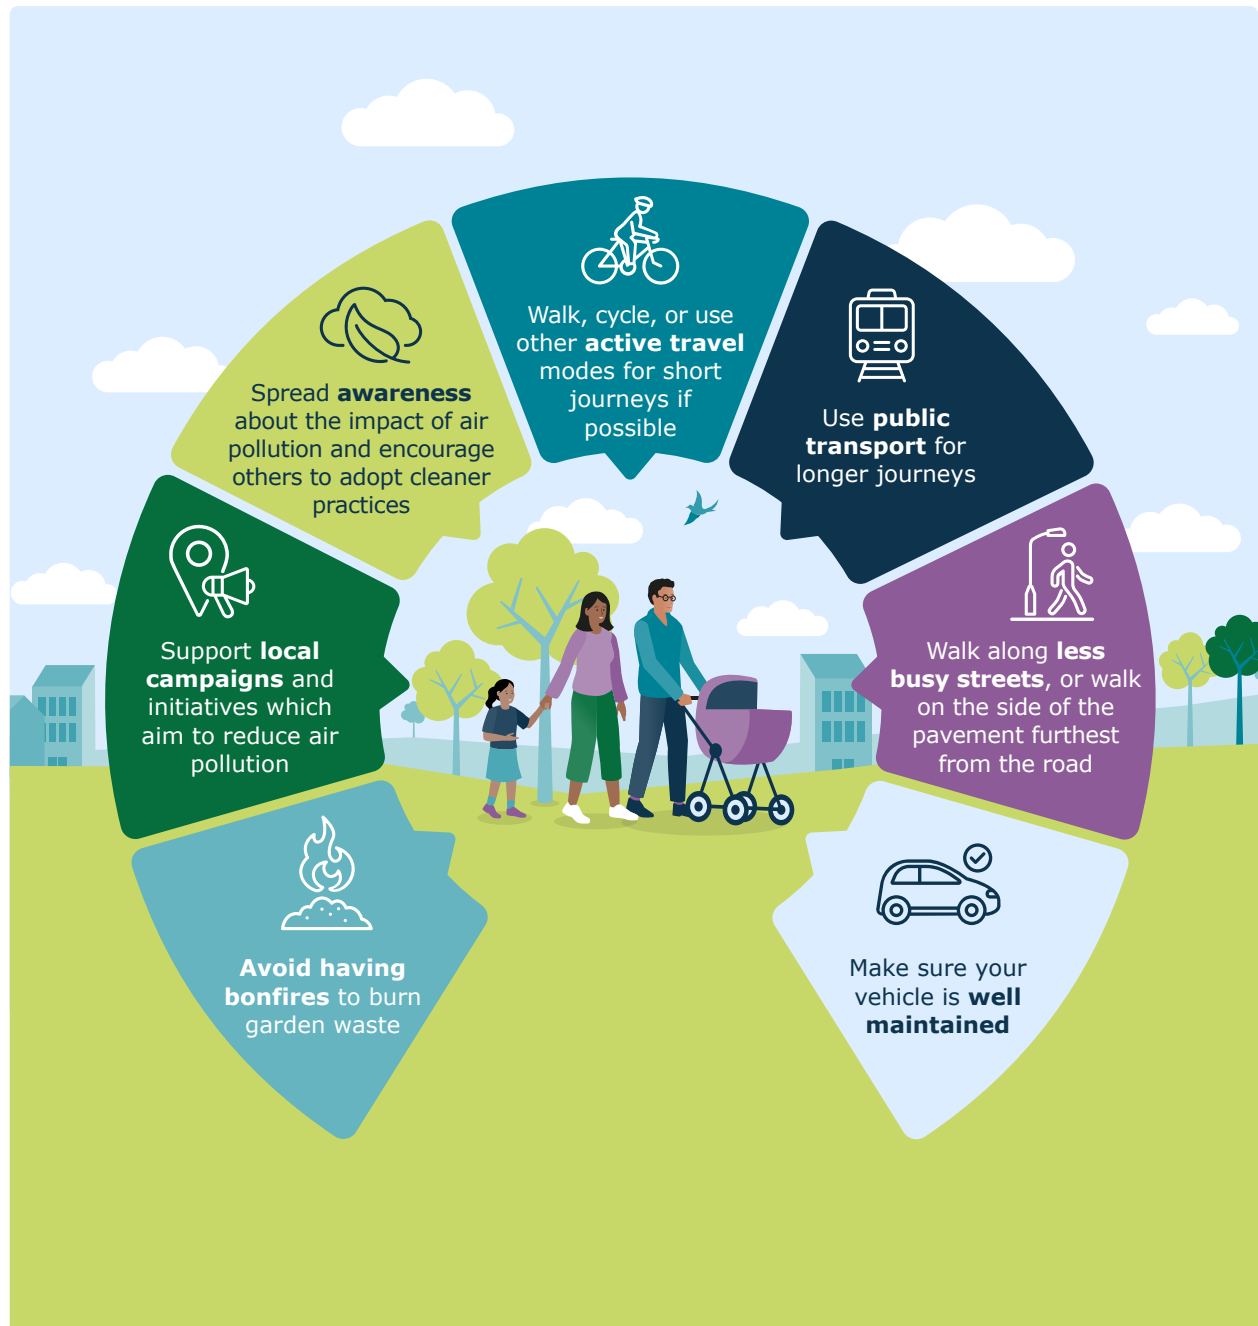 Walk, cycle, or use
other active travel
modes for short
journeys if
possible
Use public
transport for
longer journeys
Walk along less
busy streets, or walk
on the side of the
pavement furthest
from the road
Make sure your
vehicle is well
maintained
Avoid having
bonfires to burn
garden waste
Support local
campaigns and
initiatives which
aim to reduce air
pollution
Spread awareness
about the impact of air
pollution and encourage
others to adopt cleaner
practices